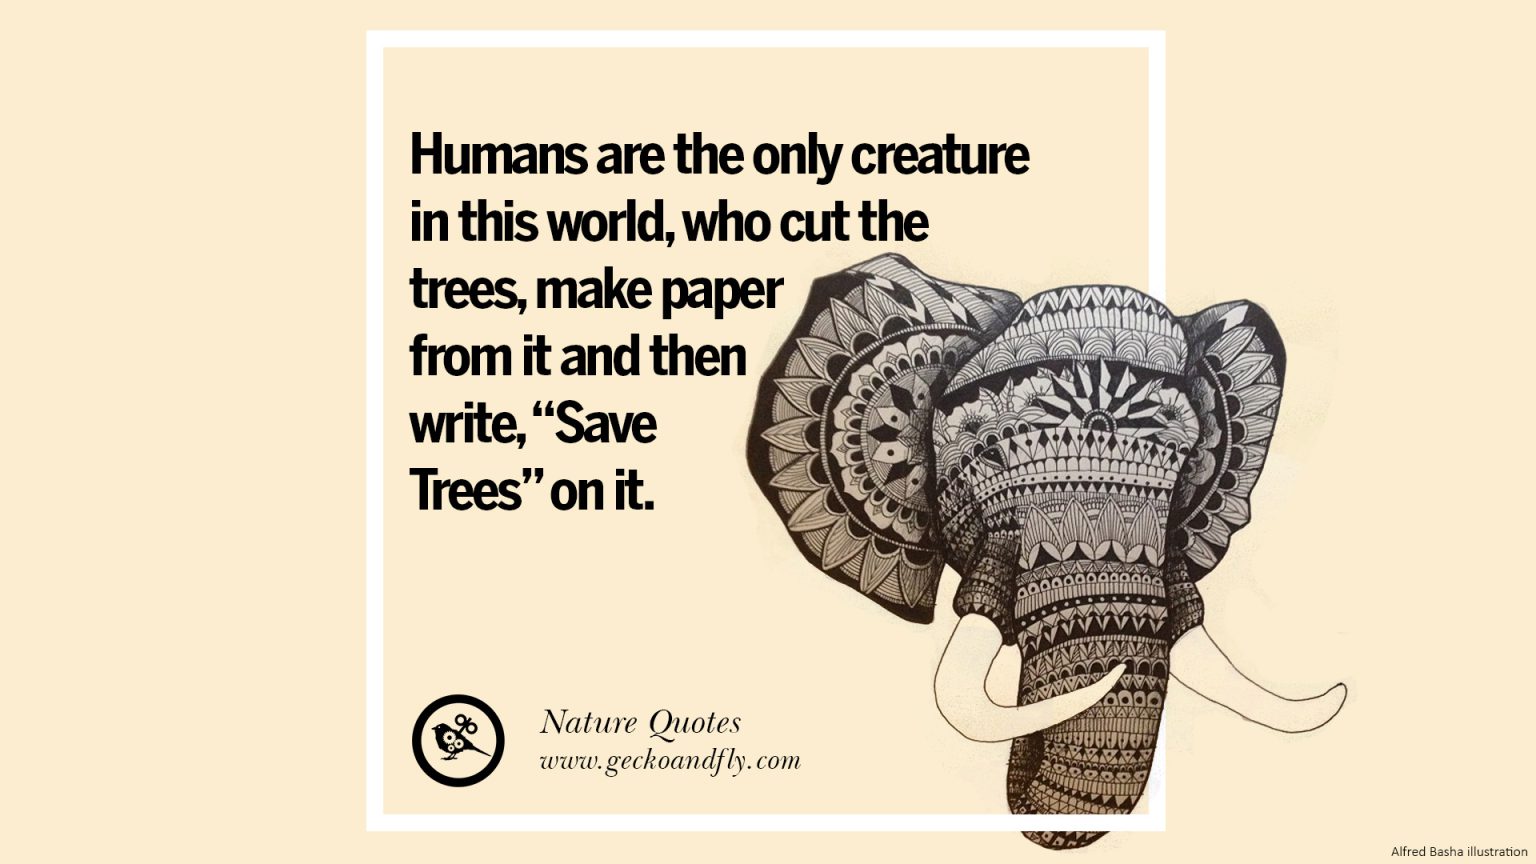 Humans are the only creature
in this world, who cut the
trees, make paper
from it and then
write, “Save
Trees” on it.
Nature Quotes
www.geckoandfly.com
Alfred Basha illustration